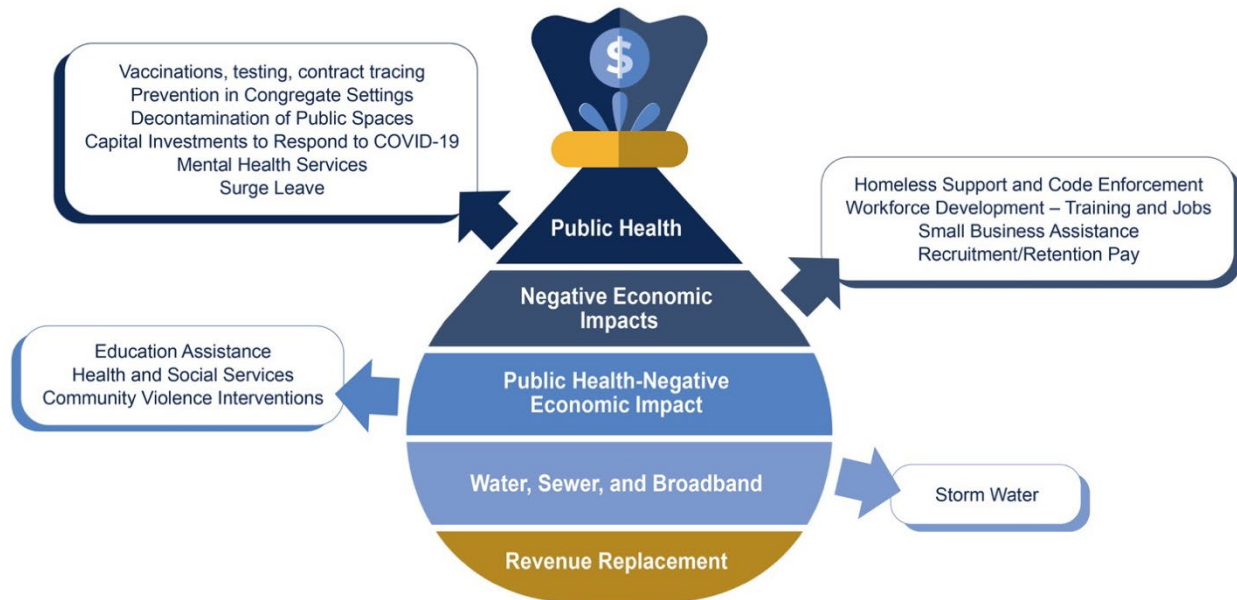 $
Vaccinations, testing, contract tracing
Prevention in Congregate Settings
Decontamination of Public Spaces
Capital Investments to Respond to COVID-19
Mental Health Services
Surge Leave
Public Health
Homeless Support and Code Enforcement
Workforce Development – Training and Jobs
Small Business Assistance
Recruitment/Retention Pay
Negative Economic
Impacts
Education Assistance
Health and Social Services
Community Violence Interventions
Public Health-Negative
Economic Impact
Water, Sewer, and Broadband
Storm Water
Revenue Replacement